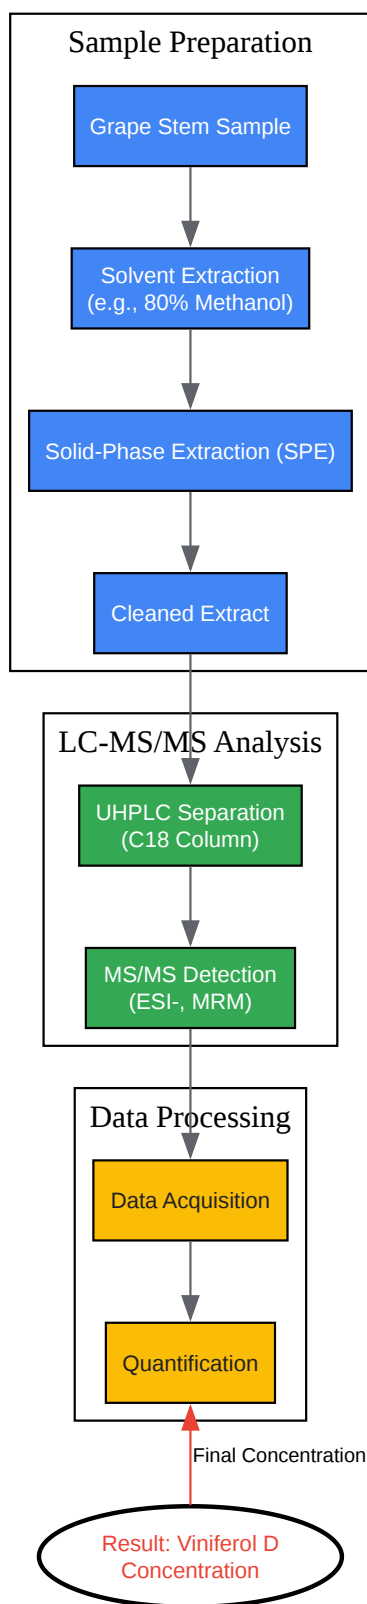 Sample Preparation
Grape Stem Sample
Solvent Extraction
(e.g., 80% Methanol)
Solid-Phase Extraction (SPE)
Cleaned Extract
LC-MS/MS Analysis
UHPLC Separation
(C18 Column)
MS/MS Detection
(ESI-, MRM)
Data Processing
Data Acquisition
Quantification
Final Concentration
Result: Viniferol D
Concentration